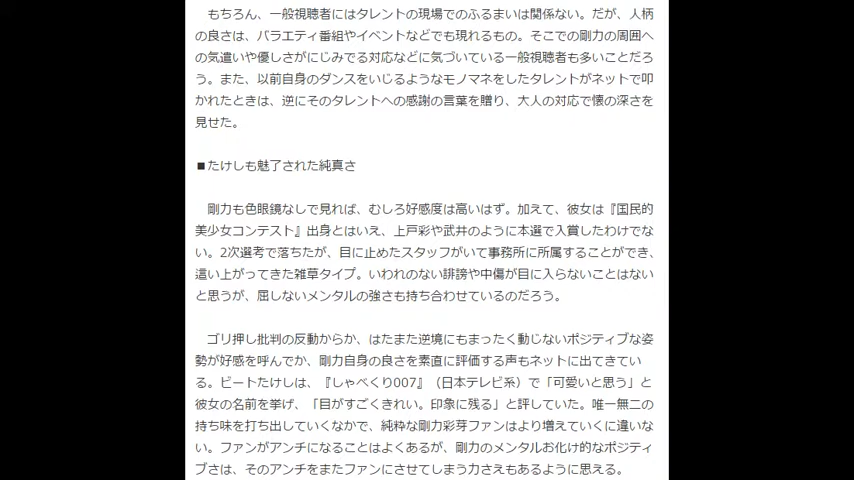 もちろん、一般視聴者にはタレントの現場でのふるまいは関係ない。だが、人柄
の良さは、バラエティ番組やイベントなどでも現れるもの。そこでの剛力の周囲へ
の気遣いや優しさがにじみでる対応などに気づいている一般視聴者も多いことだろ
う。また、以前自身のダンスをいじるようなモノマネをしたタレントがネットで叩
かれたときは、逆にそのタレントへの感謝の言葉を贈り、大人の対応で懐の深さを
見せた。
■たけしも魅了された純真さ
剛力も色眼鏡なしで見れば、むしろ好感度は高いはず。加えて、彼女は『国民的
美少女コンテスト』出身とはいえ、上戸彩や武井のように本選で入賞したわけでな
い。2次選考で落ちたが、目に止めたスタッフがいて事務所に所属することができ、
這い上がってきた雑草タイプ。いわれのない誹謗や中傷が目に入らないことはない
と思うが、屈しないメンタルの強さも持ち合わせているのだろう。
ゴリ押し批判の反動からか、はたまた逆境にもまったく動じないポジティブな姿
勢が好感を呼んでか、剛力自身の良さを素直に評価する声もネットに出てきてい
る。ビートたけしは、『しゃべくり007』（日本テレビ系）で「可愛いと思う」と
彼女の名前を挙げ、「目がすごくきれい。印象に残る」と評していた。唯一無二の
持ち味を打ち出していくなかで、純粋な剛力彩芽ファンはより増えていくに違いな
い。ファンがアンチになることはよくあるが、剛力のメンタルお化け的なポジティ
ブさは、そのアンチをまたファンにさせてしまう力さえもあるように思える。